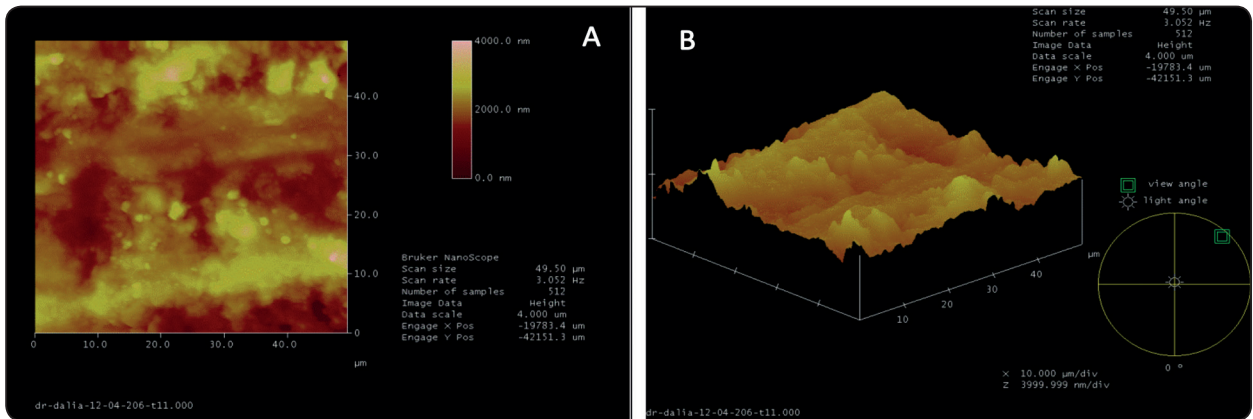 A
4000.0 nm
2000.0 nm
0.0 nm
40.0
30.0
20.0
10.0
0
0 10.0 20.0 30.0 40.0
µm
Bruker NanoScope
Scan size 49.50 µm
Scan rate 3.052 Hz
Number of samples 512
Image Data Height
Data scale 4.000 um
Engage X Pos -19783.4 um
Engage Y Pos -42151.3 um
dr-dalia-12-04-206-t11.000
B
Scan size 49.50 µm
Scan rate 3.052 Hz
Number of samples 512
Image Data Height
Data scale 4.000 um
Engage X Pos -19783.4 um
Engage Y Pos -42151.3 um
view angle
light angle
µm
40
30
20
10
0 °
X 10.000 µm/div
Z 3999.999 nm/div
dr-dalia-12-04-206-t11.000